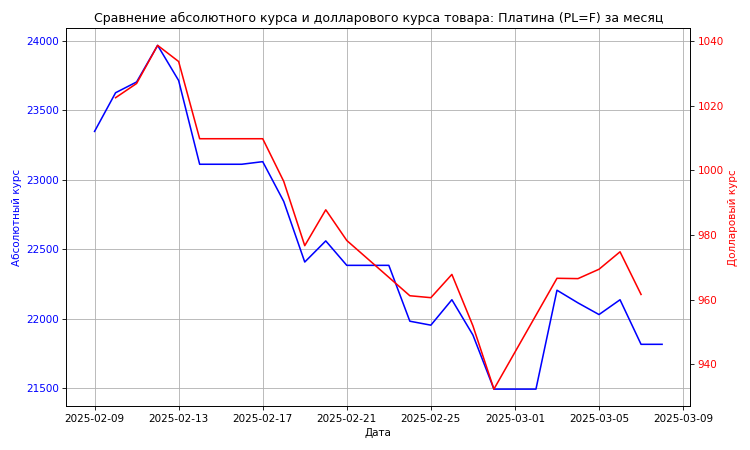 Сравнение абсолютного курса и долларового курса товара: Платина (PL=F) за месяц
24000
23500
23000
22500
22000
21500
Абсолютный курс
1040
1020
1000
980
960
940
Долларовый курс
2025-02-09 2025-02-13 2025-02-17 2025-02-21 2025-02-25 2025-03-01 2025-03-05 2025-03-09
Дата